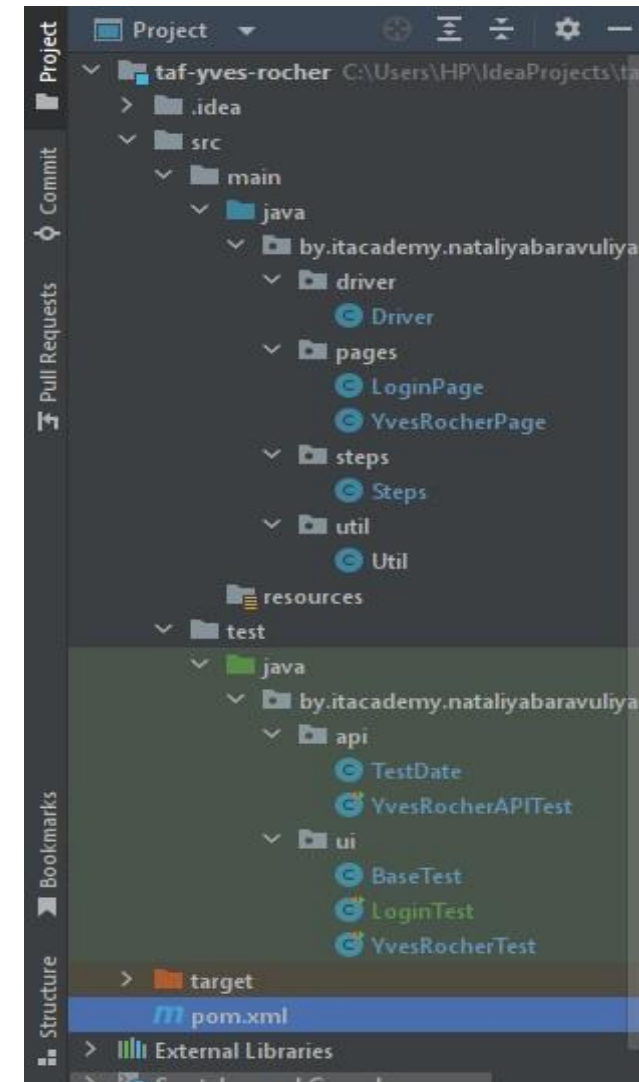 Project
taf-yves-rocher C:\Users\HP\IdeaProjects\ta
.idea
src
main
java
by.itacademy.nataliyabaravuliya
driver
Driver
pages
LoginPage
YvesRocherPage
steps
Steps
util
Util
resources
test
java
by.itacademy.nataliyabaravuliya
api
TestDate
YvesRocherAPITest
ui
BaseTest
LoginTest
YvesRocherTest
target
pom.xml
External Libraries
Project
Commit
Pull Requests
Bookmarks
Structure